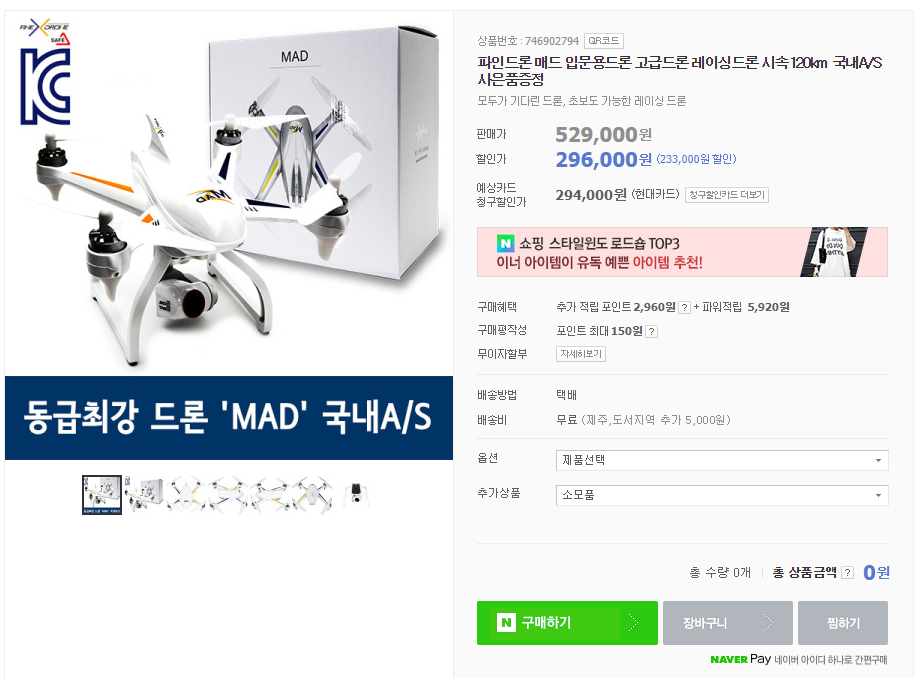 FINE X DRONE
SAFE
MAD
MAD
동급최강 드론 'MAD' 국내A/S
상품번호 : 746902794 QR코드
파인드론 매드 입문용드론 고급드론 레이싱드론 시속120km 국내A/S
사은품증정
모두가 기다린 드론, 초보도 가능한 레이싱 드론
판매가 529,000원
할인가 296,000원 (233,000원 할인)
예상카드
청구할인가 294,000원 (현대카드) 청구할인카드 더보기
N 쇼핑 스타일윈도 로드숍 TOP3
이너 아이템이 유독 예쁜 아이템 추천!
구매혜택 추가 적립 포인트 2,960원 ? + 파워적립 5,920원
구매평작성 포인트 최대 150원 ?
무이자할부 자세히보기
배송방법 택배
배송비 무료 (제주,도서지역 추가 5,000원)
옵션 제품선택
추가상품 소모품
총 수량 0개 총 상품금액 ? 0원
N 구매하기 장바구니 찜하기
NAVER Pay 네이버 아이디 하나로 간편구매